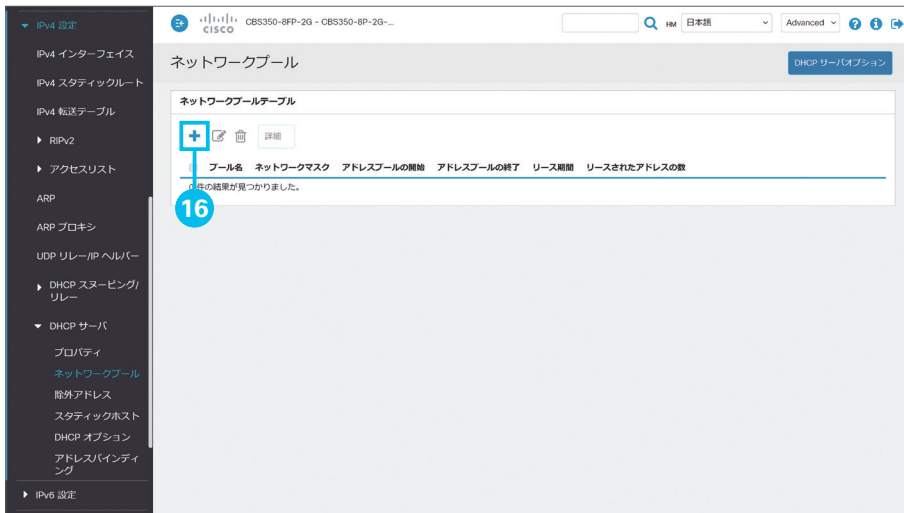 IPv4 設定
IPv4 インターフェイス
IPv4 スタティックルート
IPv4 転送テーブル
RIPv2
アクセスリスト
ARP
ARP プロキシ
UDP リレー/IP ヘルパー
DHCP スヌーピング/
リレー
DHCP サーバ
プロパティ
ネットワークプール
除外アドレス
スタティックホスト
DHCP オプション
アドレスバインディ
ング
IPv6 設定
CISCO CBS350-8FP-2G - CBS350-8P-2G-... HM 日本語 Advanced
ネットワークプール DHCP サーバオプション
ネットワークプールテーブル
詳細
プール名 ネットワークマスク アドレスプールの開始 アドレスプールの終了 リース期間 リースされたアドレスの数
件の結果が見つかりました。
16